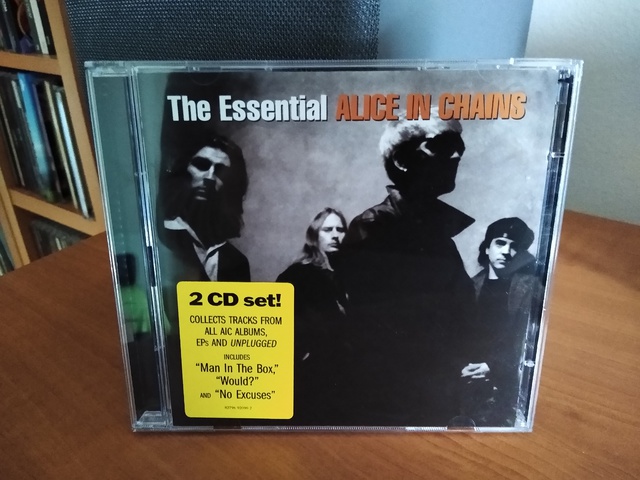 The Essential ALICE IN CHAINS
2 CD set!
COLLECTS TRACKS FROM
ALL AIC ALBUMS,
EPs AND UNPLUGGED
INCLUDES
"Man In The Box,"
"Would?"
AND "No Excuses"